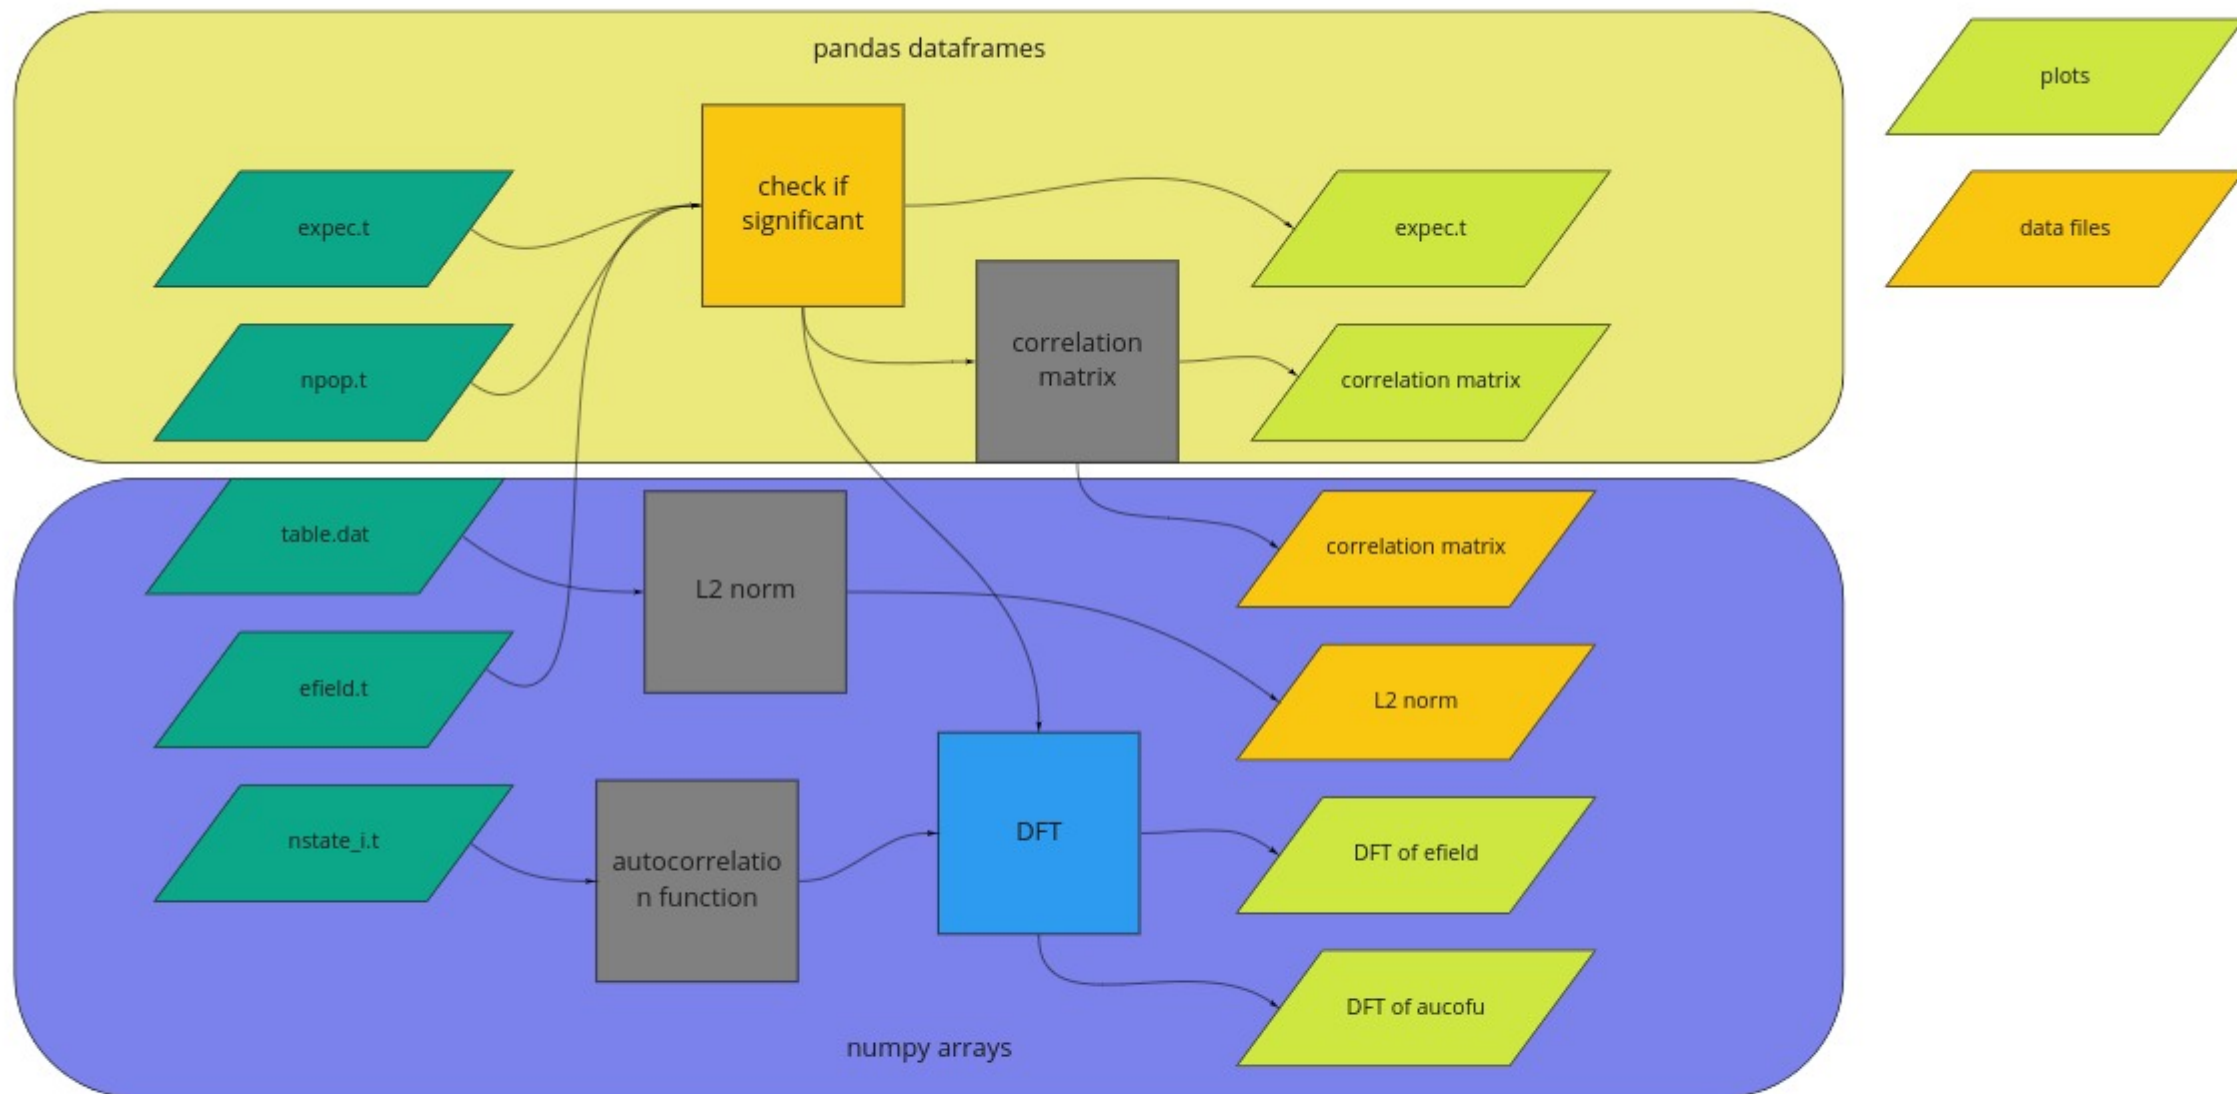 pandas dataframes
plots
check if
significant
expec.t
expec.t
data files
correlation
matrix
npop.t
correlation matrix
table.dat
L2 norm
correlation matrix
efield.t
L2 norm
nstate_i.t
autocorrelatio
n function
DFT
DFT of efield
DFT of aucofu
numpy arrays